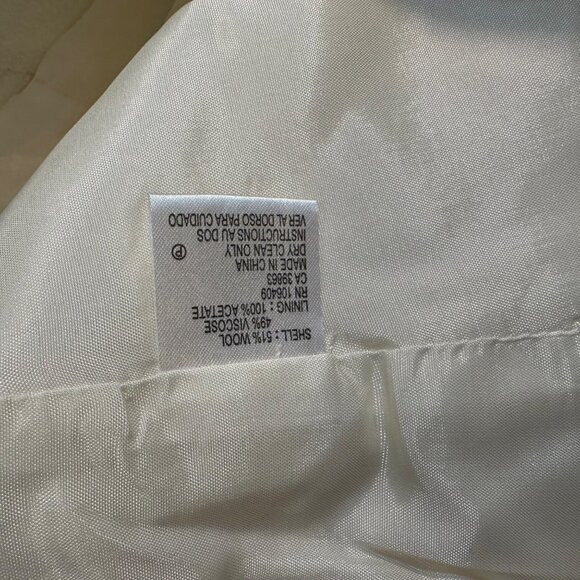 SHELL : 51% WOOL
49% VISCOSE
LINING : 100% ACETATE
RN 106409
CA 39863
MADE IN CHINA
DRY CLEAN ONLY Ⓟ
INSTRUCTIONS AU DOS
VER AL DORSO PARA CUIDADO